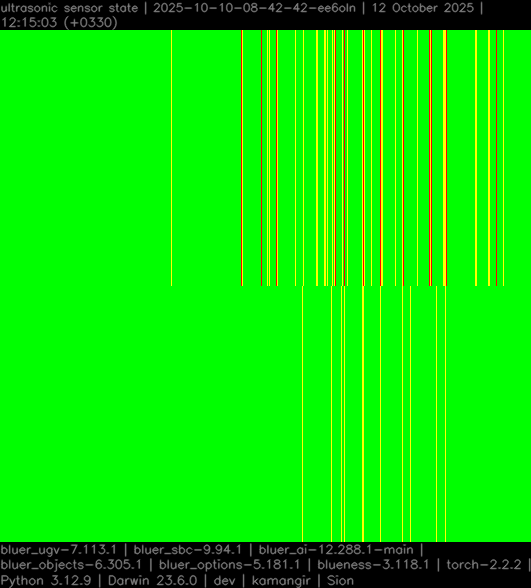 ultrasonic sensor state | 2025-10-10-08-42-42-ee6oln | 12 October 2025 |
12:15:03 (+0330)
bluer_ugv-7.113.1 | bluer_sbc-9.94.1 | bluer_ai-12.288.1-main |
bluer_objects-6.305.1 | bluer_options-5.181.1 | blueness-3.118.1 | torch-2.2.2 |
Python 3.12.9 | Darwin 23.6.0 | dev | kamangir | Sion